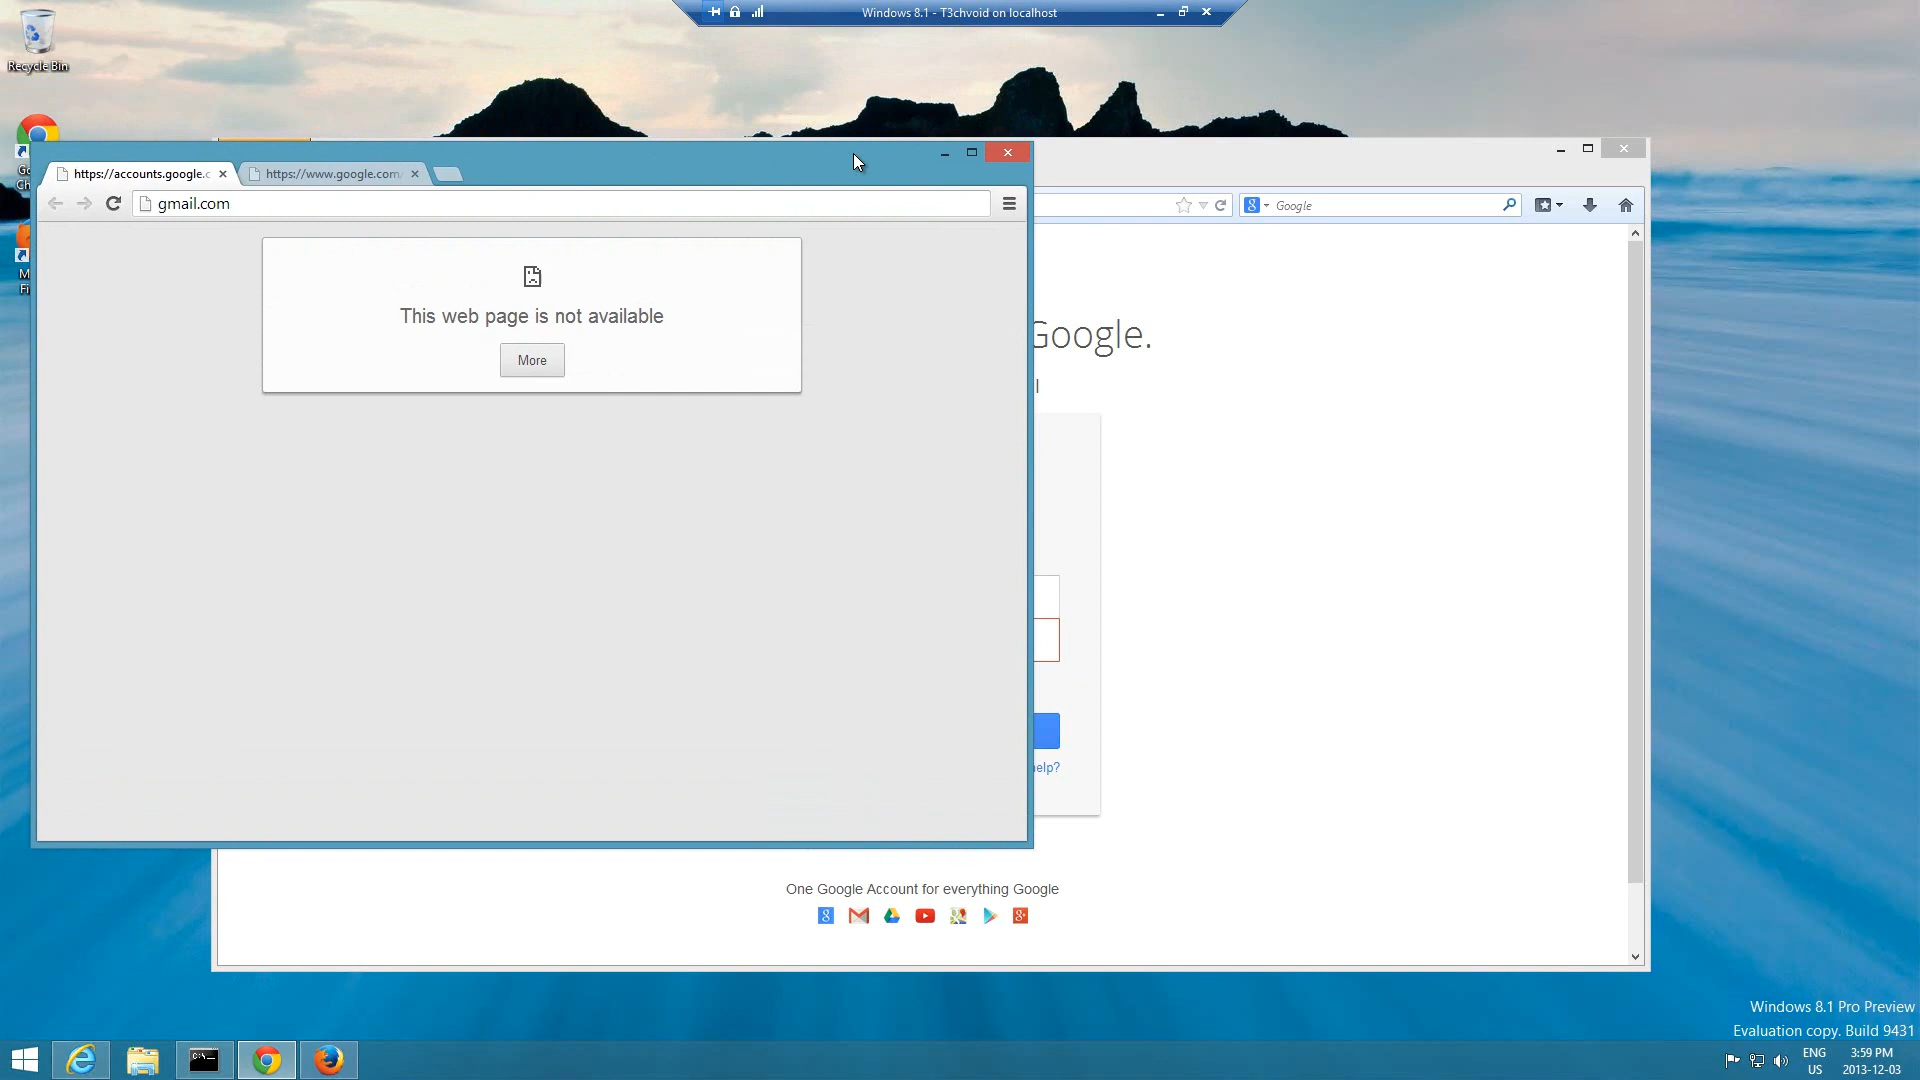 Windows 8.1 - T3chvoid on localhost
Recycle Bin
https://accounts.google.c
https://www.google.com/
gmail.com
Google
This web page is not available
More
Google.
elp?
One Google Account for everything Google
Windows 8.1 Pro Preview
Evaluation copy. Build 9431
ENG
US
3:59 PM
2013-12-03